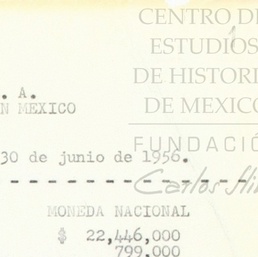 CENTRO DE
ESTUDIOS
DE HISTORI
DE MEXICO
. A.
N MEXICO
FUNDACIÓ
30 de junio de 1956.
Carlos
MONEDA NACIONAL
$ 22,446,000
799,000